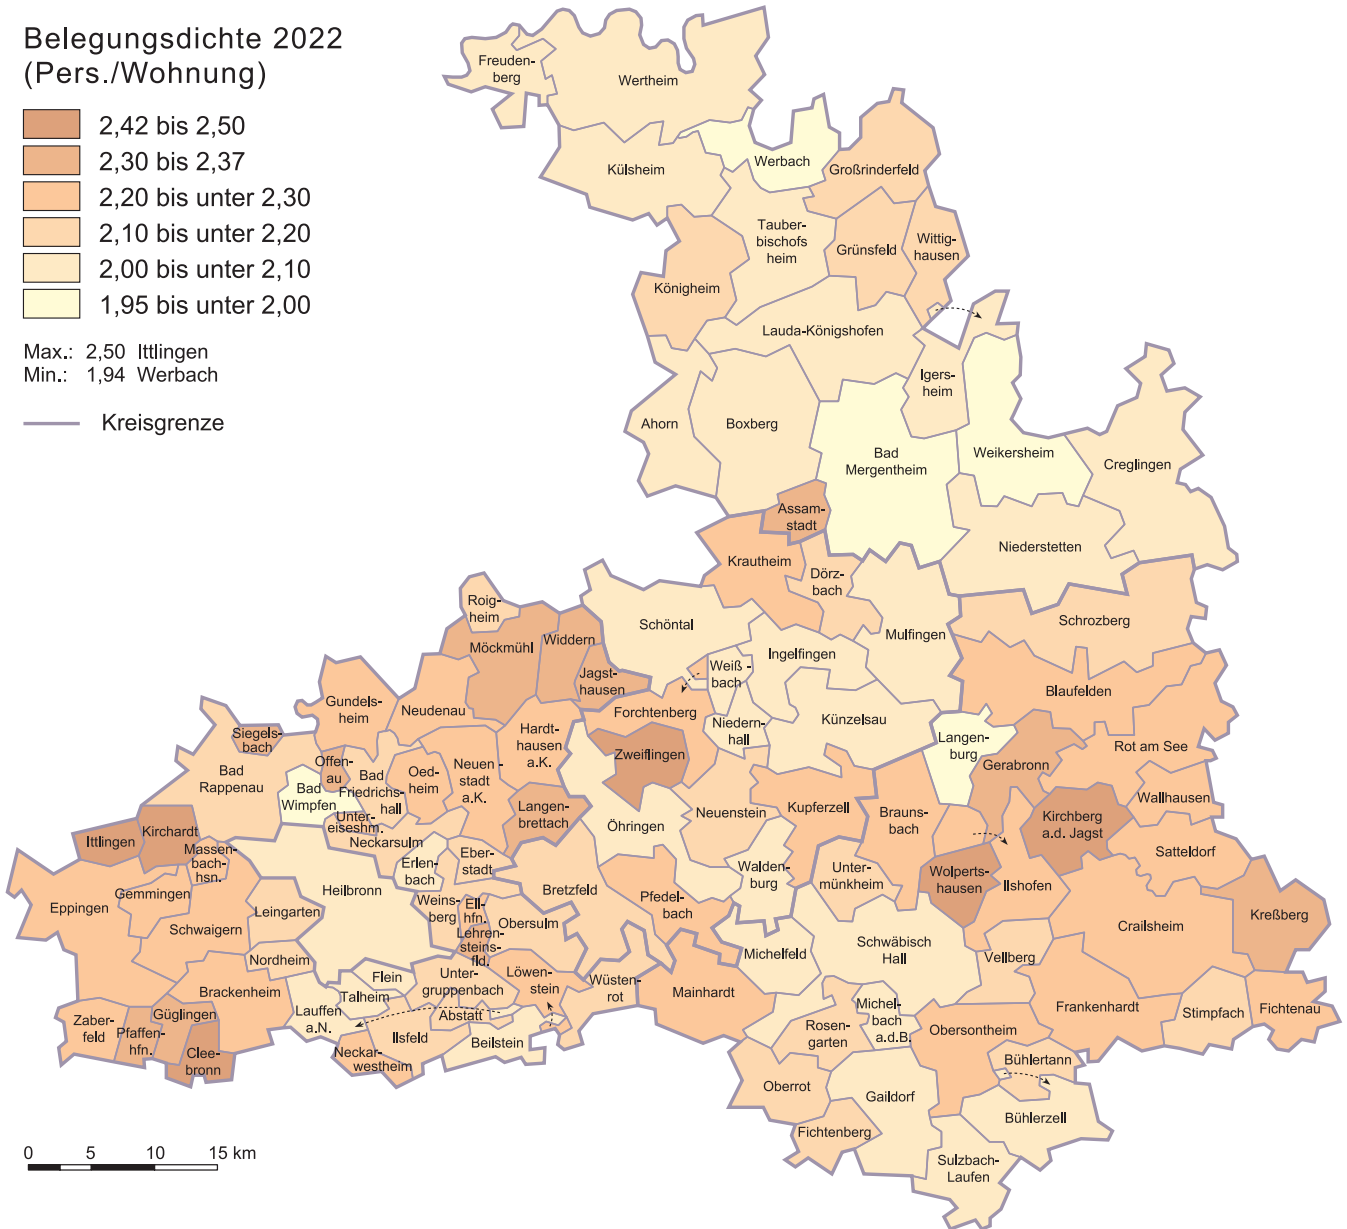 Belegungsdichte 2022
(Pers./Wohnung)
2,42 bis 2,50
2,30 bis 2,37
2,20 bis unter 2,30
2,10 bis unter 2,20
2,00 bis unter 2,10
1,95 bis unter 2,00
Max.: 2,50 Ittlingen
Min.: 1,94 Werbach
Kreisgrenze
Freuden-
berg
Wertheim
Werbach
Külsheim
Großrinderfeld
Tauber-
bischofs
heim
Grünsfeld
Wittig-
hausen
Königheim
Lauda-Königshofen
Igers-
heim
Ahorn
Boxberg
Bad
Mergentheim
Weikersheim
Creglingen
Assam-
stadt
Niederstetten
Krautheim
Dörz-
bach
Roig-
heim
Schöntal
Mulfingen
Schrozberg
Möckmühl
Widdern
Jagst-
hausen
Ingelfingen
Weiß -
bach
Blaufelden
Gundels-
heim
Neudenau
Forchtenberg
Niedern-
hall
Künzelsau
Siegels-
bach
Hardt-
hausen
a.K.
Langen-
burg
Rot am See
Bad
Rappenau
Offen-
au
Bad
Friedrichs-
hall
Oed-
heim
Neuen-
stadt
a.K.
Zweiflingen
Gerabronn
Bad
Wimpfen
Langen-
brettach
Neuenstein
Kupferzell
Brauns-
bach
Wallhausen
Kirchberg
a.d. Jagst
Ittlingen
Kirchardt
Unter-
eiseshm.
Neckarsulm
Öhringen
Massen-
bach-
hsn.
Erlen-
bach
Eber-
stadt
Walden-
burg
Satteldorf
Gemmingen
Heilbronn
Bretzfeld
Unter-
münkheim
Wolperts-
hausen
Ilshofen
Eppingen
Leingarten
Weins-
berg
Ell-
hfn.
Pfedel-
bach
Kreßberg
Schwaigern
Lehren-
steins-
fld.
Obersulm
Crailsheim
Nordheim
Flein
Michelfeld
Schwäbisch
Hall
Vellberg
Brackenheim
Talheim
Unter-
gruppenbach
Löwen-
stein
Wüsten-
rot
Mainhardt
Lauffen
a.N.
Michel-
bach
a.d.B.
Frankenhardt
Stimpfach
Fichtenau
Zaber-
feld
Güglingen
Pfaffen-
hfn.
Abstatt
Ilsfeld
Beilstein
Rosen-
garten
Obersontheim
Clee-
bronn
Neckar-
westheim
Bühlertann
Oberrot
Gaildorf
Bühlerzell
Fichtenberg
Sulzbach-
Laufen
0 5 10 15 km